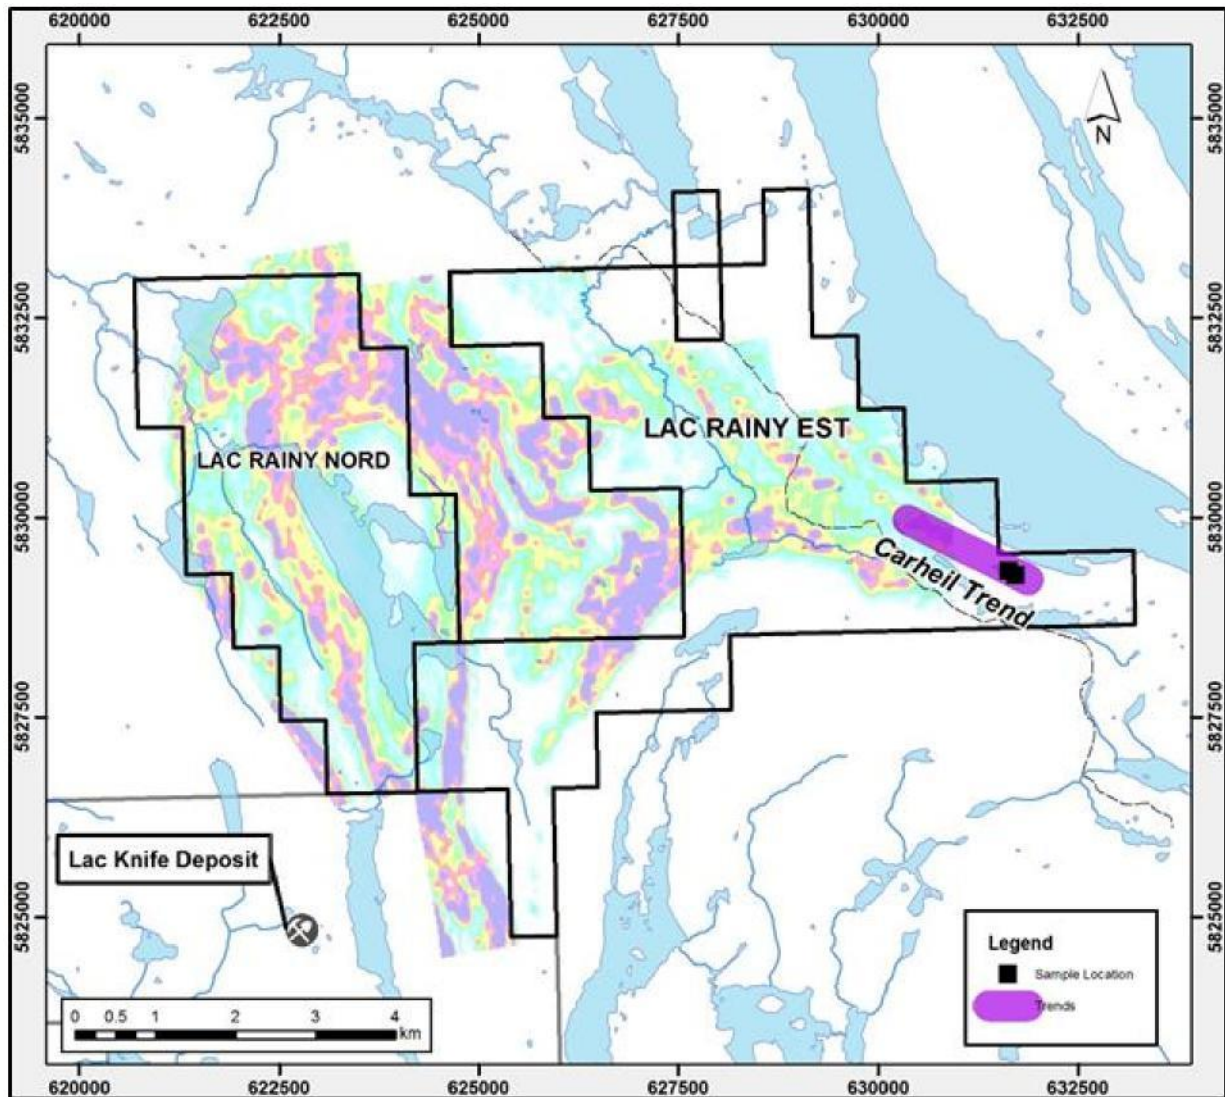 620000 622500 625000 627500 630000 632500
5835000
5835000
N
5832500
5832500
LAC RAINY EST
LAC RAINY NORD
5830000
5830000
Carheil Trend
5827500
5827500
Lac Knife Deposit
5825000
5825000
Legend
Sample Location
Trends
0 0.5 1 2 3 4
km
620000 622500 625000 627500 630000 632500